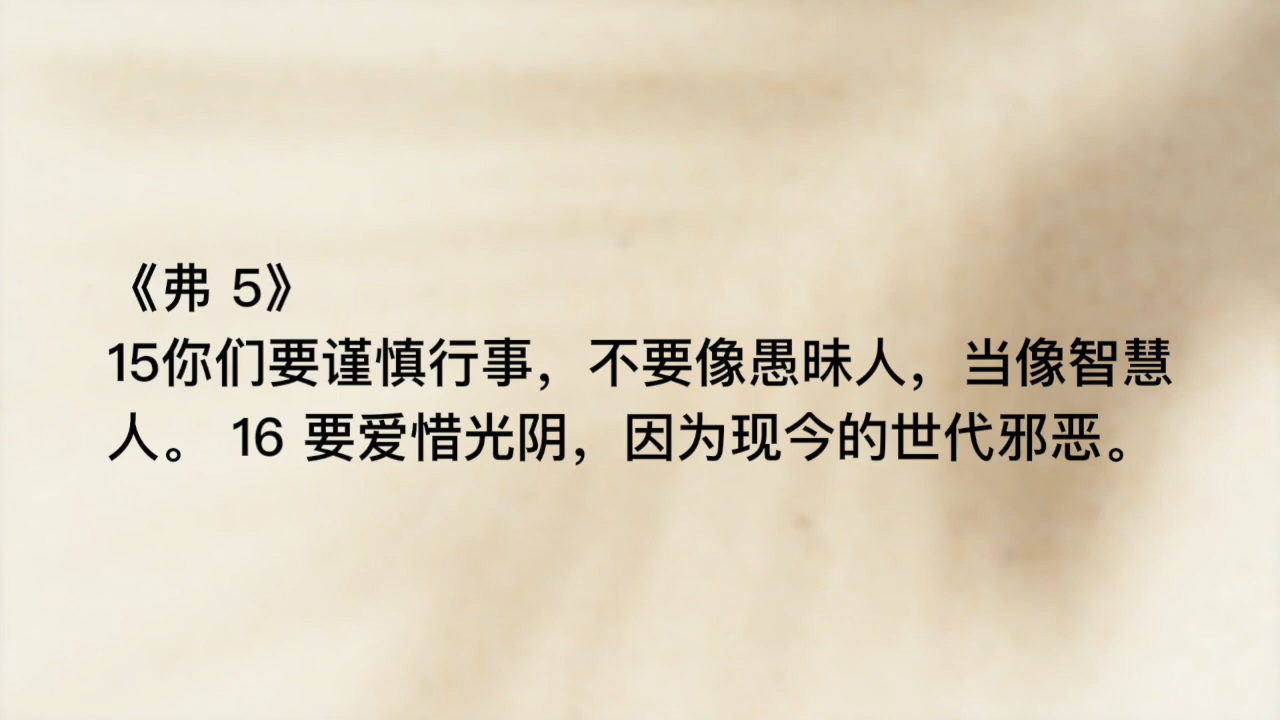 《弗 5》
15你们要谨慎行事，不要像愚昧人，当像智慧
人。 16 要爱惜光阴，因为现今的世代邪恶。